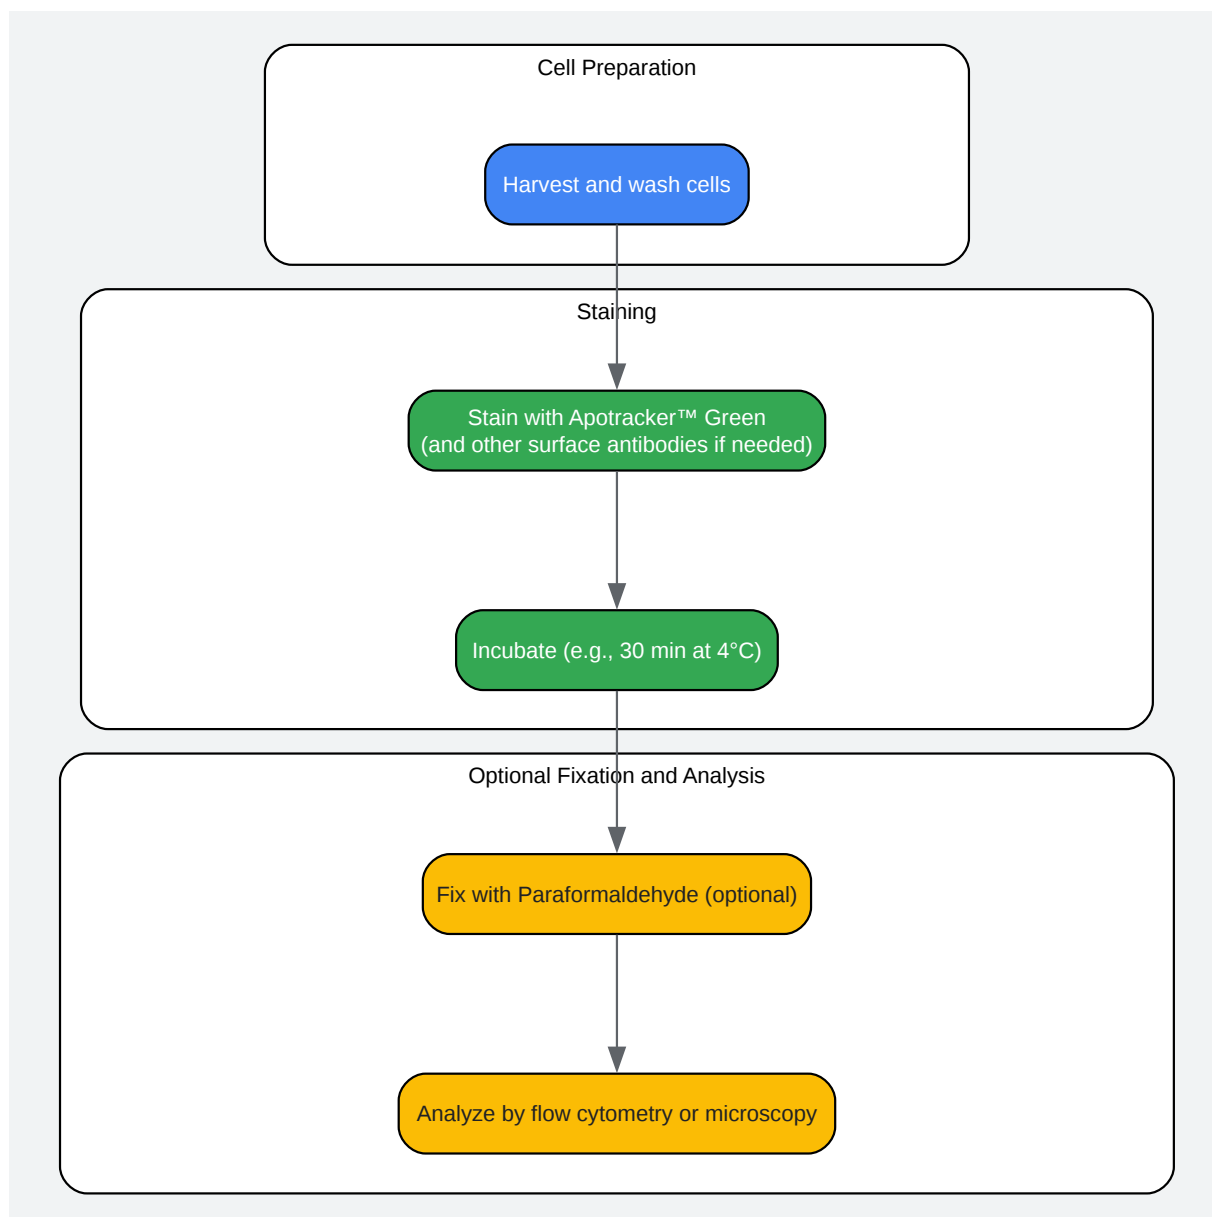 Cell Preparation
Harvest and wash cells
Staining
Stain with Apotracker™ Green
(and other surface antibodies if needed)
Incubate (e.g., 30 min at 4°C)
Optional Fixation and Analysis
Fix with Paraformaldehyde (optional)
Analyze by flow cytometry or microscopy